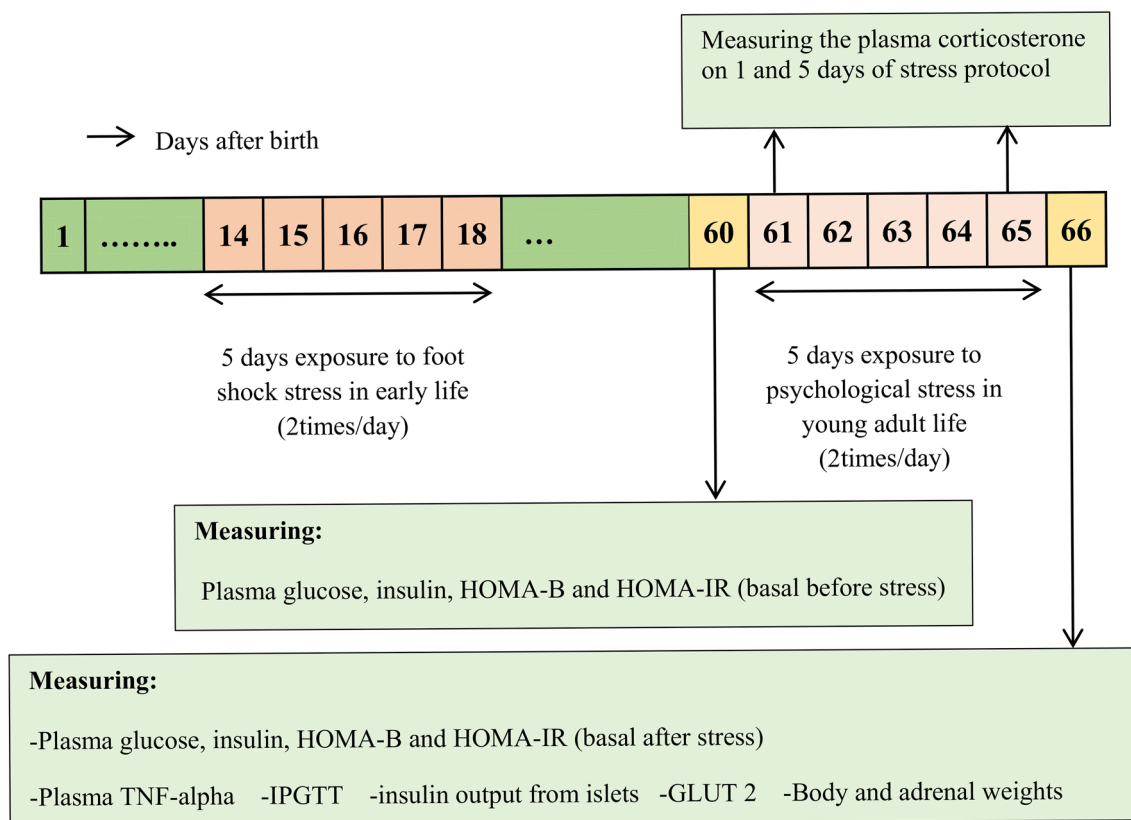 Measuring the plasma corticosterone
on 1 and 5 days of stress protocol
Days after birth
1 …….. 14 15 16 17 18 … 60 61 62 63 64 65 66
5 days exposure to foot
shock stress in early life
(2times/day)
5 days exposure to
psychological stress in
young adult life
(2times/day)
Measuring:
Plasma glucose, insulin, HOMA-B and HOMA-IR (basal before stress)
Measuring:
-Plasma glucose, insulin, HOMA-B and HOMA-IR (basal after stress)
-Plasma TNF-alpha -IPGTT -insulin output from islets -GLUT 2 -Body and adrenal weights